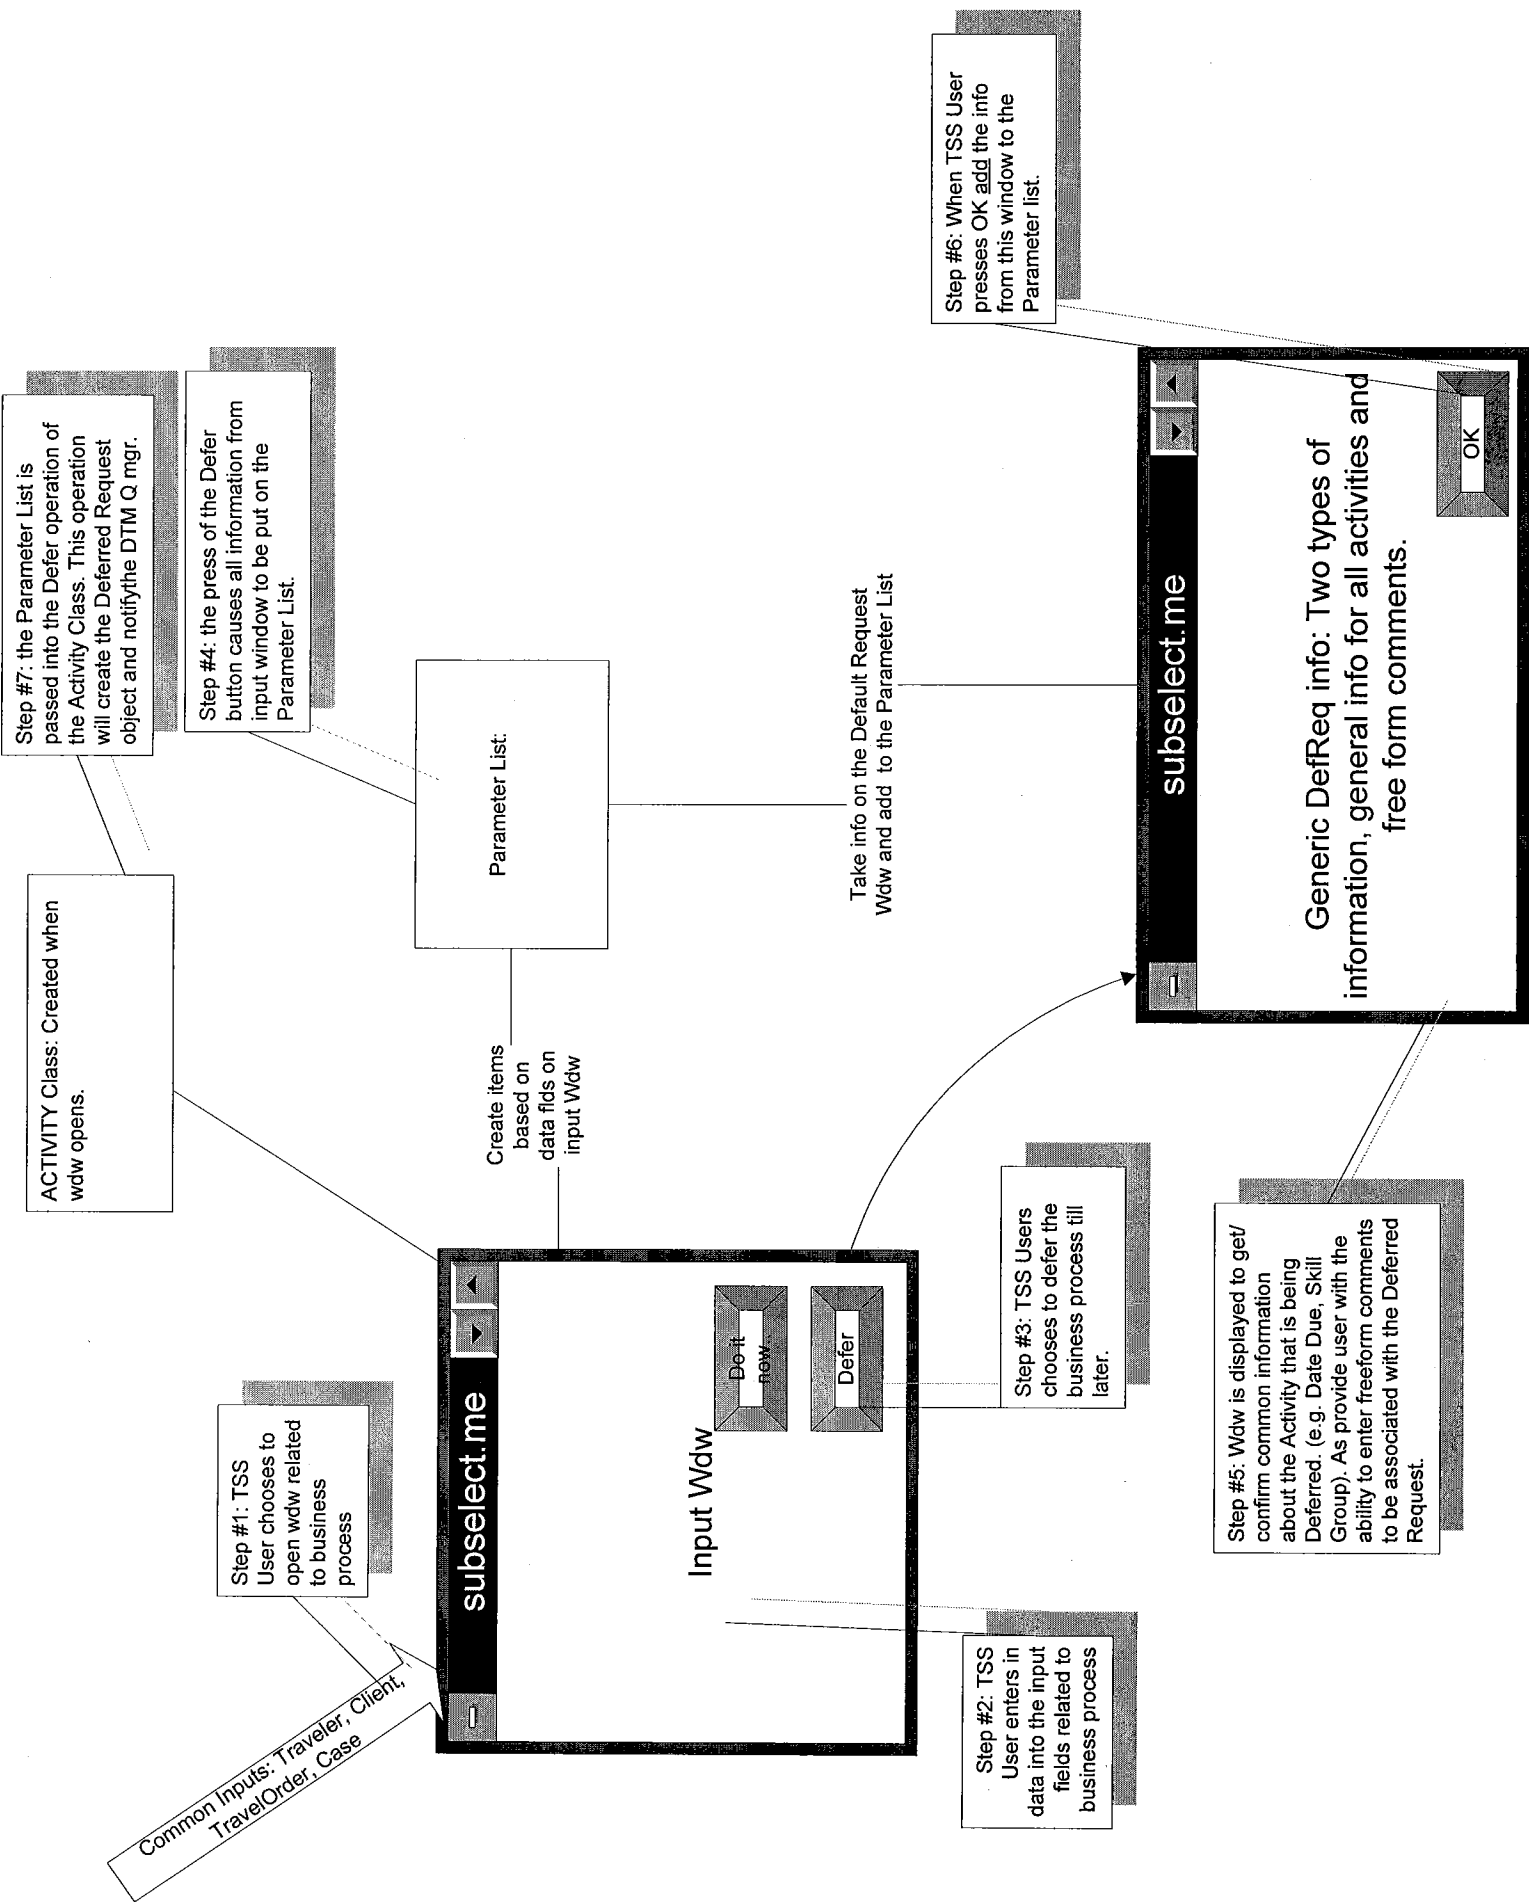 Step #7: the Parameter List is
passed into the Defer operation of
the Activity Class. This operation
will create the Deferred Request
object and notifythe DTM Q mgr.
Step #4: the press of the Defer
button causes all information from
input window to be put on the
Parameter List.
ACTIVITY Class: Created when
wdw opens.
Step #1: TSS
User chooses to
open wdw related
to business
process
Common Inputs: Traveler, Client,
TravelOrder, Case
subselect.me
Input Wdw
Do it
now..
Defer
Create items
based on
data flds on
input Wdw
Parameter List:
Take info on the Default Request
Wdw and add to the Parameter List
Step #6: When TSS User
presses OK add the info
from this window to the
Parameter list.
Step #2: TSS
User enters in
data into the input
fields related to
business process
Step #3: TSS Users
chooses to defer the
business process till
later.
subselect.me
Generic DefReq info: Two types of
information, general info for all activities and
free form comments.
OK
Step #5: Wdw is displayed to get/
confirm common information
about the Activity that is being
Deferred. (e.g. Date Due, Skill
Group). As provide user with the
ability to enter freeform comments
to be associated with the Deferred
Request.